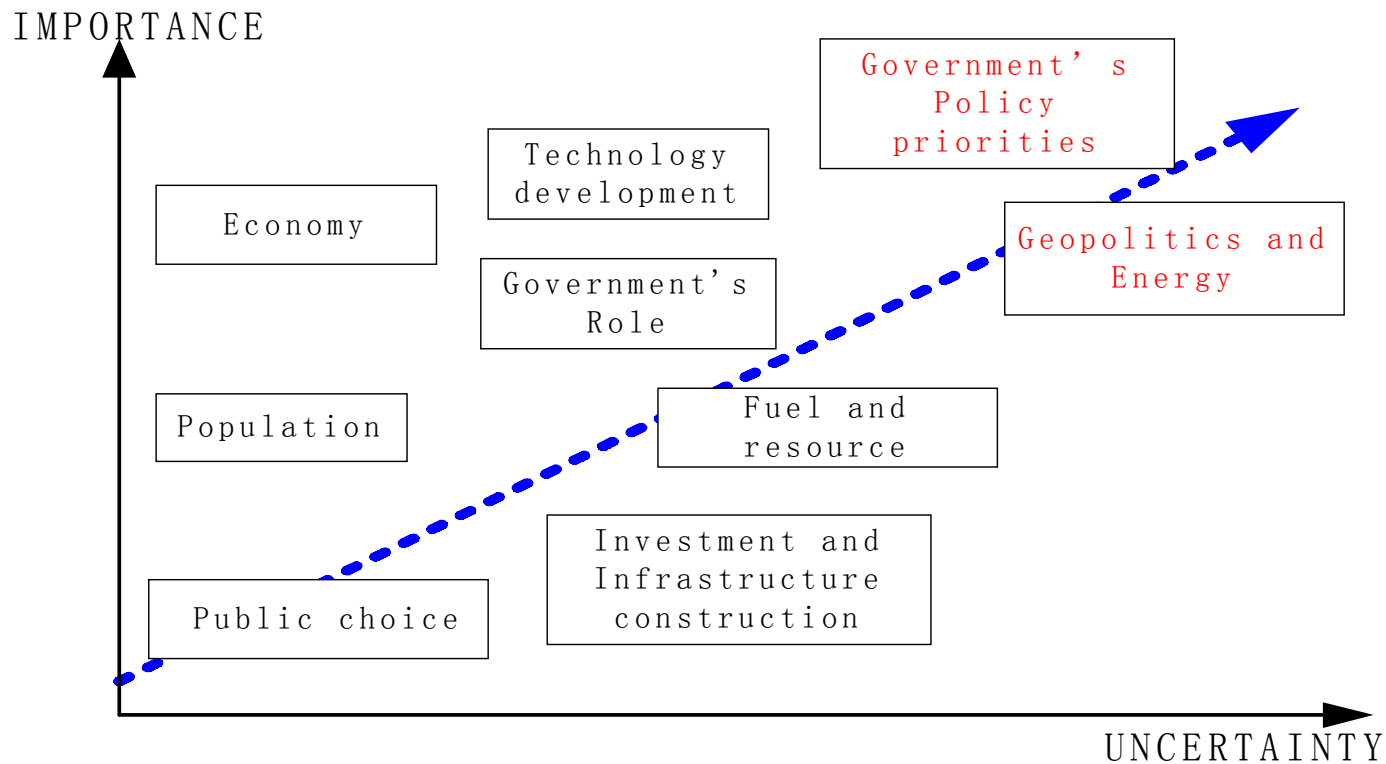 IMPORTANCE
Government’s
Policy
priorities
Technology
development
Economy
Geopolitics and
Energy
Government's
Role
Population
Fuel and
resource
Investment and
Infrastructure
construction
Public choice
UNCERTAINTY